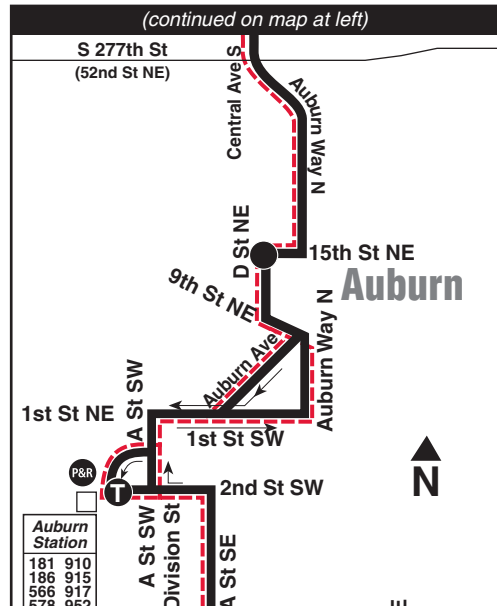 (continued on map at left)
S 277th St
(52nd St NE)
Central Ave S
Auburn Way N
D St NE
15th St NE
Auburn
9th St NE
Auburn Way N
Auburn Ave
A St SW
1st St NE
1st St SW
P&R
T
2nd St SW
N
Auburn
Station
181 910
186 915
566 917
578 952
A St SW
Division St
A St SE